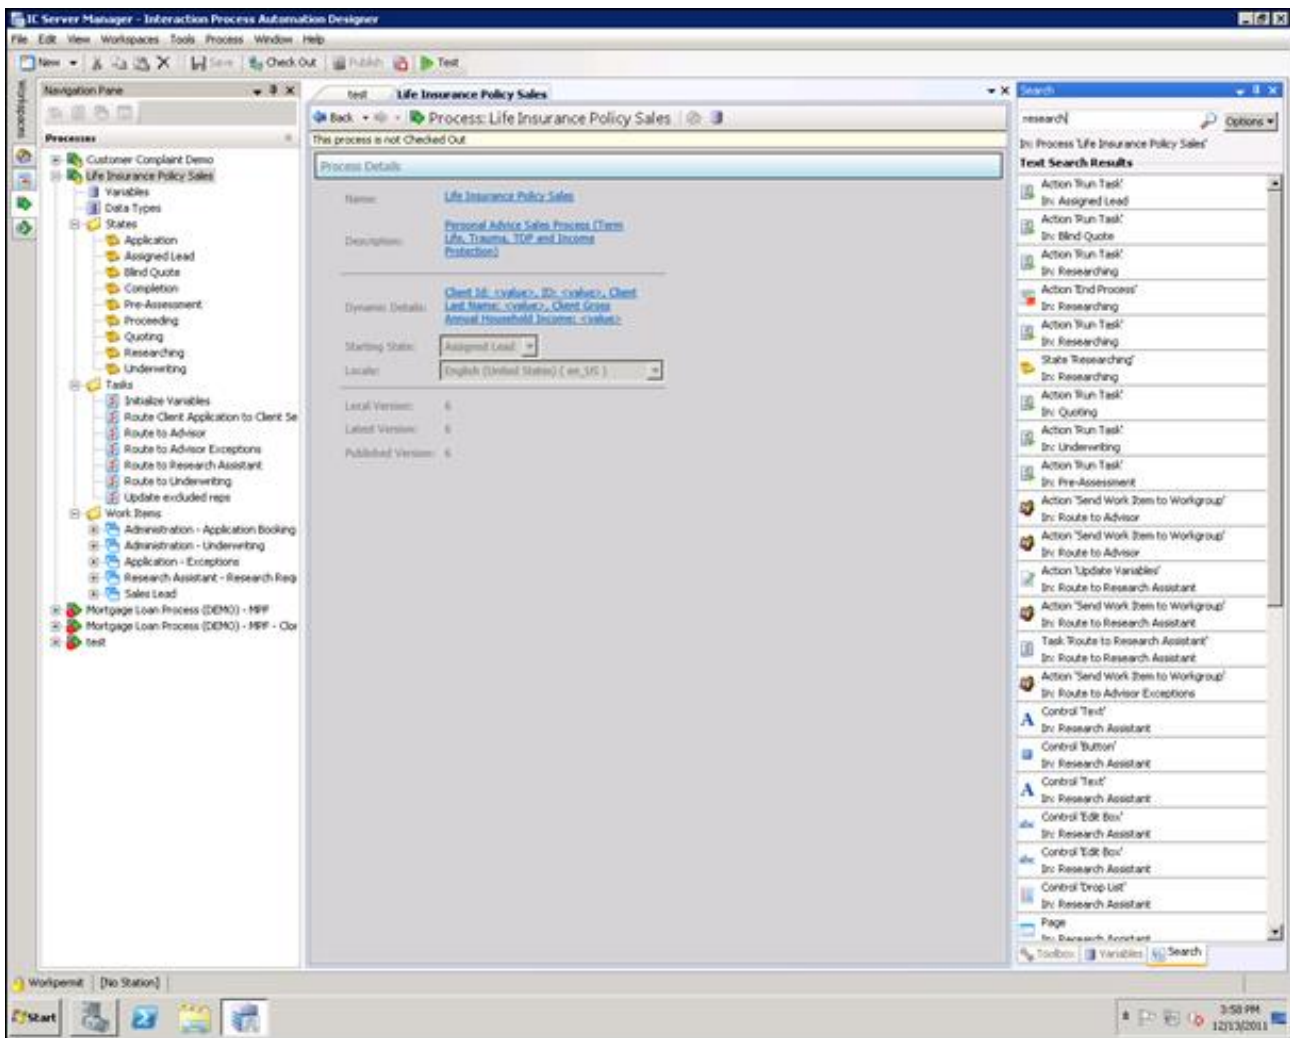 IC Server Manager - Interaction Process Automation Designer
File Edit View Workspaces Tools Process Window Help
New Save Check Out Publish Test
Workspaces
Navigation Pane
Processes
Customer Complaint Demo
Life Insurance Policy Sales
Variables
Data Types
States
Application
Assigned Lead
Blind Quote
Completion
Pre-Assessment
Proceeding
Quoting
Researching
Underwriting
Tasks
Initialize Variables
Route Client Application to Client Se
Route to Advisor
Route to Advisor Exceptions
Route to Research Assistant
Route to Underwriting
Update excluded reps
Work Items
Administration - Application Booking
Administration - Underwriting
Application - Exceptions
Research Assistant - Research Requ
Sales Lead
Mortgage Loan Process (DEMO) - MPF
Mortgage Loan Process (DEMO) - MPF - Clon
test
test Life Insurance Policy Sales
Back Process: Life Insurance Policy Sales
This process is not Checked Out
Process Details
Name: Life Insurance Policy Sales
Description: Personal Advice Sales Process (Term
Life, Trauma, TDP and Income
Protection)
Dynamic Details: Client Id: <value>, ID: <value>, Client
Last Name: <value>, Client Gross
Annual Household Income: <value>
Starting State: Assigned Lead
Locale: English (United States) ( en_US )
Local Version: 6
Latest Version: 6
Published Version: 6
Search
research
Options
In: Process 'Life Insurance Policy Sales'
Text Search Results
Action 'Run Task'
In: Assigned Lead
Action 'Run Task'
In: Blind Quote
Action 'Run Task'
In: Researching
Action 'End Process'
In: Researching
Action 'Run Task'
In: Researching
State 'Researching'
In: Researching
Action 'Run Task'
In: Quoting
Action 'Run Task'
In: Underwriting
Action 'Run Task'
In: Pre-Assessment
Action 'Send Work Item to Workgroup'
In: Route to Advisor
Action 'Send Work Item to Workgroup'
In: Route to Advisor
Action 'Update Variables'
In: Route to Research Assistant
Action 'Send Work Item to Workgroup'
In: Route to Research Assistant
Task 'Route to Research Assistant'
In: Route to Research Assistant
Action 'Send Work Item to Workgroup'
In: Route to Advisor Exceptions
Control 'Text'
In: Research Assistant
Control 'Button'
In: Research Assistant
Control 'Text'
In: Research Assistant
Control 'Edit Box'
In: Research Assistant
Control 'Edit Box'
In: Research Assistant
Control 'Drop List'
In: Research Assistant
Page
In: Research Assistant
Toolbox Variables Search
Workpermit [No Station]
Start
3:58 PM
12/13/2011